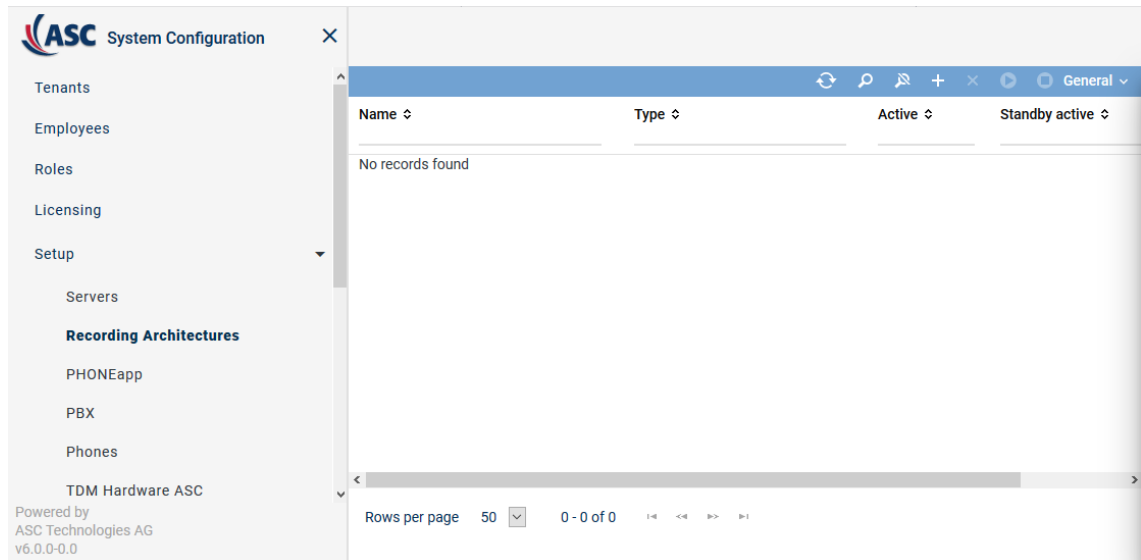 ASC System Configuration
Tenants
Employees
Roles
Licensing
Setup
Servers
Recording Architectures
PHONEapp
PBX
Phones
TDM Hardware ASC
Powered by
ASC Technologies AG
v6.0.0-0.0
General
Name Type Active Standby active
No records found
Rows per page 50 0 - 0 of 0